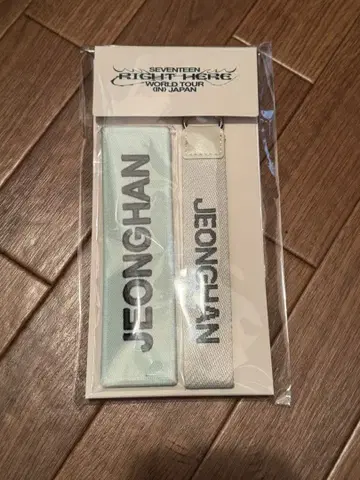 SEVENTEEN
RIGHT HERE
WORLD TOUR
(IN) JAPAN
JEONGHAN
JEONGHAN